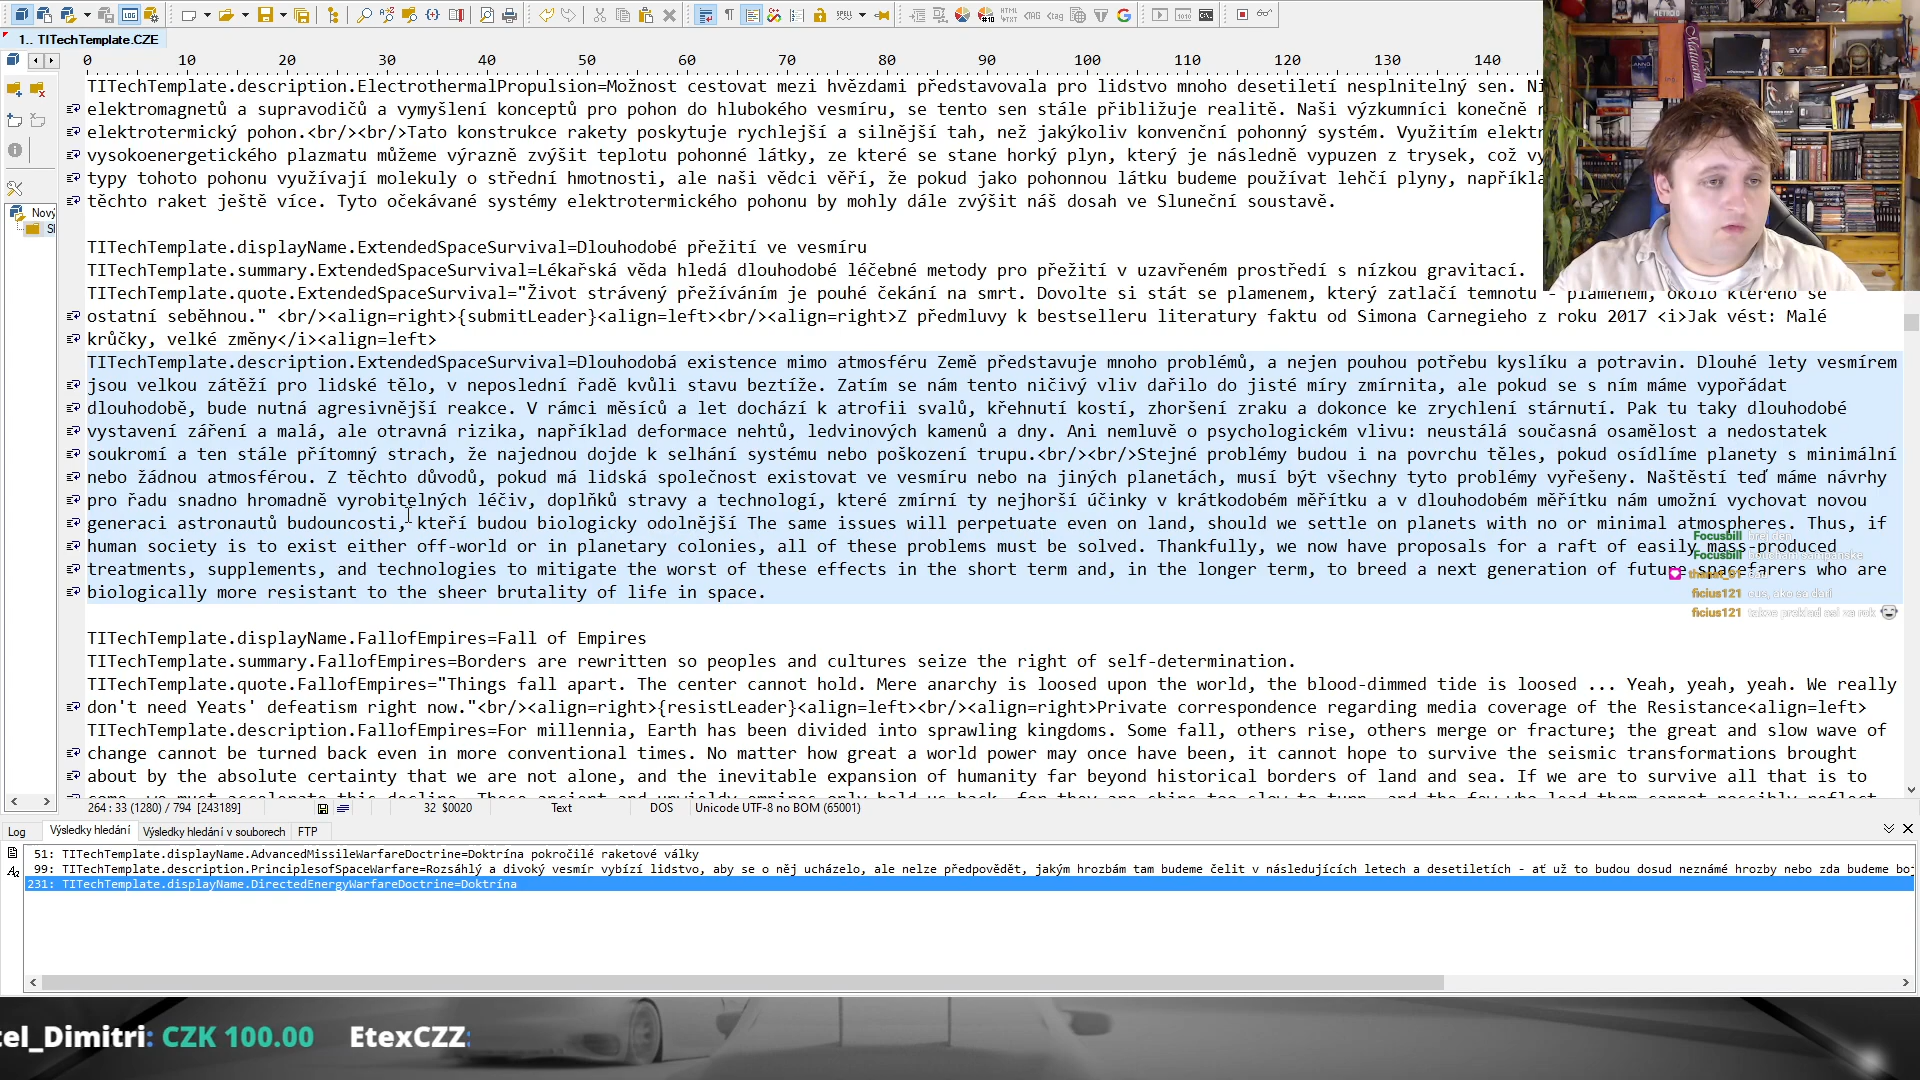 1.. TITechTemplate.CZE
0 10 20 30 40 50 60 70 80 90 100 110 120 130 140
TITechTemplate.description.ElectrothermalPropulsion=Možnost cestovat mezi hvězdami představovala pro lidstvo mnoho desetiletí nesplnitelný sen. Ni
elektromagnetů a supravodičů a vymyšlení konceptů pro pohon do hlubokého vesmíru, se tento sen stále přibližuje realitě. Naši výzkumníci konečně
elektrotermický pohon.<br/><br/>Tato konstrukce rakety poskytuje rychlejší a silnější tah, než jakýkoliv konvenční pohonný systém. Využitím elekt
vysokoenergetického plazmatu můžeme výrazně zvýšit teplotu pohonné látky, ze které se stane horký plyn, který je následně vypuzen z trysek, což vy
typy tohoto pohonu využívají molekuly o střední hmotnosti, ale naši vědci věří, že pokud jako pohonnou látku budeme používat lehčí plyny, napříkla
těchto raket ještě více. Tyto očekávané systémy elektrotermického pohonu by mohly dále zvýšit náš dosah ve Sluneční soustavě.
TITechTemplate.displayName.ExtendedSpaceSurvival=Dlouhodobé přežití ve vesmíru
TITechTemplate.summary.ExtendedSpaceSurvival=Lékařská věda hledá dlouhodobé léčebné metody pro přežití v uzavřeném prostředí s nízkou gravitací.
TITechTemplate.quote.ExtendedSpaceSurvival="Život strávený přežíváním je pouhé čekání na smrt. Dovolte si stát se plamenem, který zatlačí temnotu - plamenem, okolo kterého se
ostatní seběhnou." <br/><align=right>{submitLeader}<align=left><br/><align=right>Z předmluvy k bestselleru literatury faktu od Simona Carnegieho z roku 2017 <i>Jak vést: Malé
krůčky, velké změny</i><align=left>
TITechTemplate.description.ExtendedSpaceSurvival=Dlouhodobá existence mimo atmosféru Země představuje mnoho problémů, a nejen pouhou potřebu kyslíku a potravin. Dlouhé lety vesmírem
jsou velkou zátěží pro lidské tělo, v neposlední řadě kvůli stavu beztíže. Zatím se nám tento ničivý vliv dařilo do jisté míry zmírnita, ale pokud se s ním máme vypořádat
dlouhodobě, bude nutná agresivnější reakce. V rámci měsíců a let dochází k atrofii svalů, křehnutí kostí, zhoršení zraku a dokonce ke zrychlení stárnutí. Pak tu taky dlouhodobé
vystavení záření a malá, ale otravná rizika, například deformace nehtů, ledvinových kamenů a dny. Ani nemluvě o psychologickém vlivu: neustálá současná osamělost a nedostatek
soukromí a ten stále přítomný strach, že najednou dojde k selhání systému nebo poškození trupu.<br/><br/>Stejné problémy budou i na povrchu těles, pokud osídlíme planety s minimální
nebo žádnou atmosférou. Z těchto důvodů, pokud má lidská společnost existovat ve vesmíru nebo na jiných planetách, musí být všechny tyto problémy vyřešeny. Naštěstí teď máme návrhy
pro řadu snadno hromadně vyrobitelných léčiv, doplňků stravy a technologí, které zmírní ty nejhorší účinky v krátkodobém měřítku a v dlouhodobém měřítku nám umožní vychovat novou
generaci astronautů budoucnosti, kteří budou biologicky odolnější The same issues will perpetuate even on land, should we settle on planets with no or minimal atmospheres. Thus, if
human society is to exist either off-world or in planetary colonies, all of these problems must be solved. Thankfully, we now have proposals for a raft of easily mass-produced
treatments, supplements, and technologies to mitigate the worst of these effects in the short term and, in the longer term, to breed a next generation of future spacefarers who are
biologically more resistant to the sheer brutality of life in space.
Focusbill
Focusbill
ficius121
ficius121
TITechTemplate.displayName.FallofEmpires=Fall of Empires
TITechTemplate.summary.FallofEmpires=Borders are rewritten so peoples and cultures seize the right of self-determination.
TITechTemplate.quote.FallofEmpires="Things fall apart. The center cannot hold. Mere anarchy is loosed upon the world, the blood-dimmed tide is loosed ... Yeah, yeah, yeah. We really
don't need Yeats' defeatism right now."<br/><align=right>{resistLeader}<align=left><br/><align=right>Private correspondence regarding media coverage of the Resistance<align=left>
TITechTemplate.description.FallofEmpires=For millennia, Earth has been divided into sprawling kingdoms. Some fall, others rise, others merge or fracture; the great and slow wave of
change cannot be turned back even in more conventional times. No matter how great a world power may once have been, it cannot hope to survive the seismic transformations brought
about by the absolute certainty that we are not alone, and the inevitable expansion of humanity far beyond historical borders of land and sea. If we are to survive all that is to
Nový
264 : 33 (1280) / 794 [243189] 32 $0020 Text DOS Unicode UTF-8 no BOM (65001)
Log Výsledky hledání Výsledky hledání v souborech FTP
51: TITechTemplate.displayName.AdvancedMissileWarfareDoctrine=Doktrína pokročilé raketové války
99: TITechTemplate.description.PrinciplesofSpaceWarfare=Rozsáhlý a divoký vesmír vybízí lidstvo, aby se o něj ucházelo, ale nelze předpovědět, jakým hrozbám tam budeme čelit v následujících letech a desetiletích - ať už to budou dosud neznámé hrozby nebo zda budeme bo
231: TITechTemplate.displayName.DirectedEnergyWarfareDoctrine=Doktrína
tel_Dimitri: CZK 100.00 EtexCZZ: